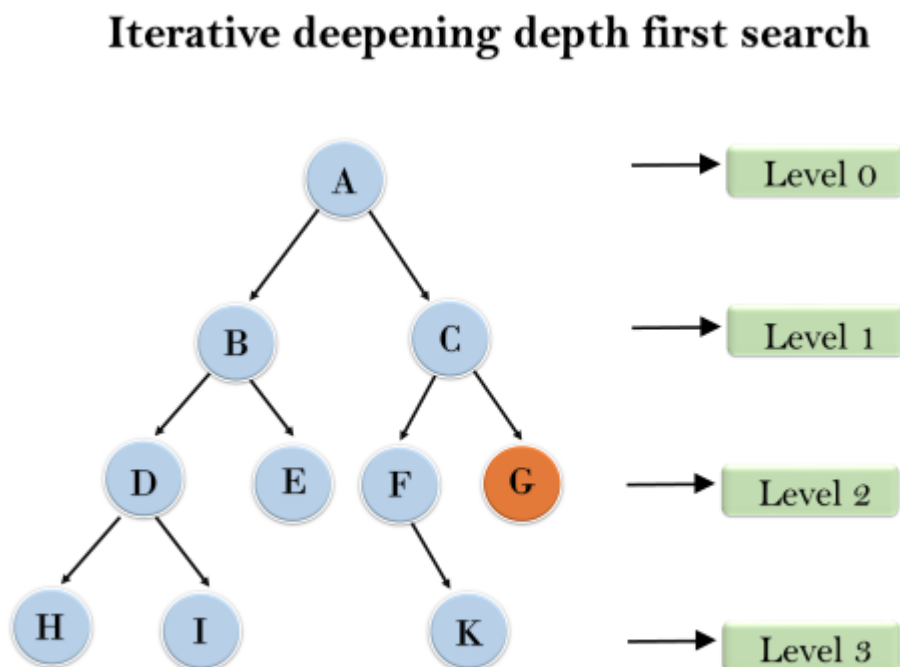 Iterative deepening depth first search
A
Level 0
B
C
Level 1
D
E
F
G
Level 2
H
I
K
Level 3